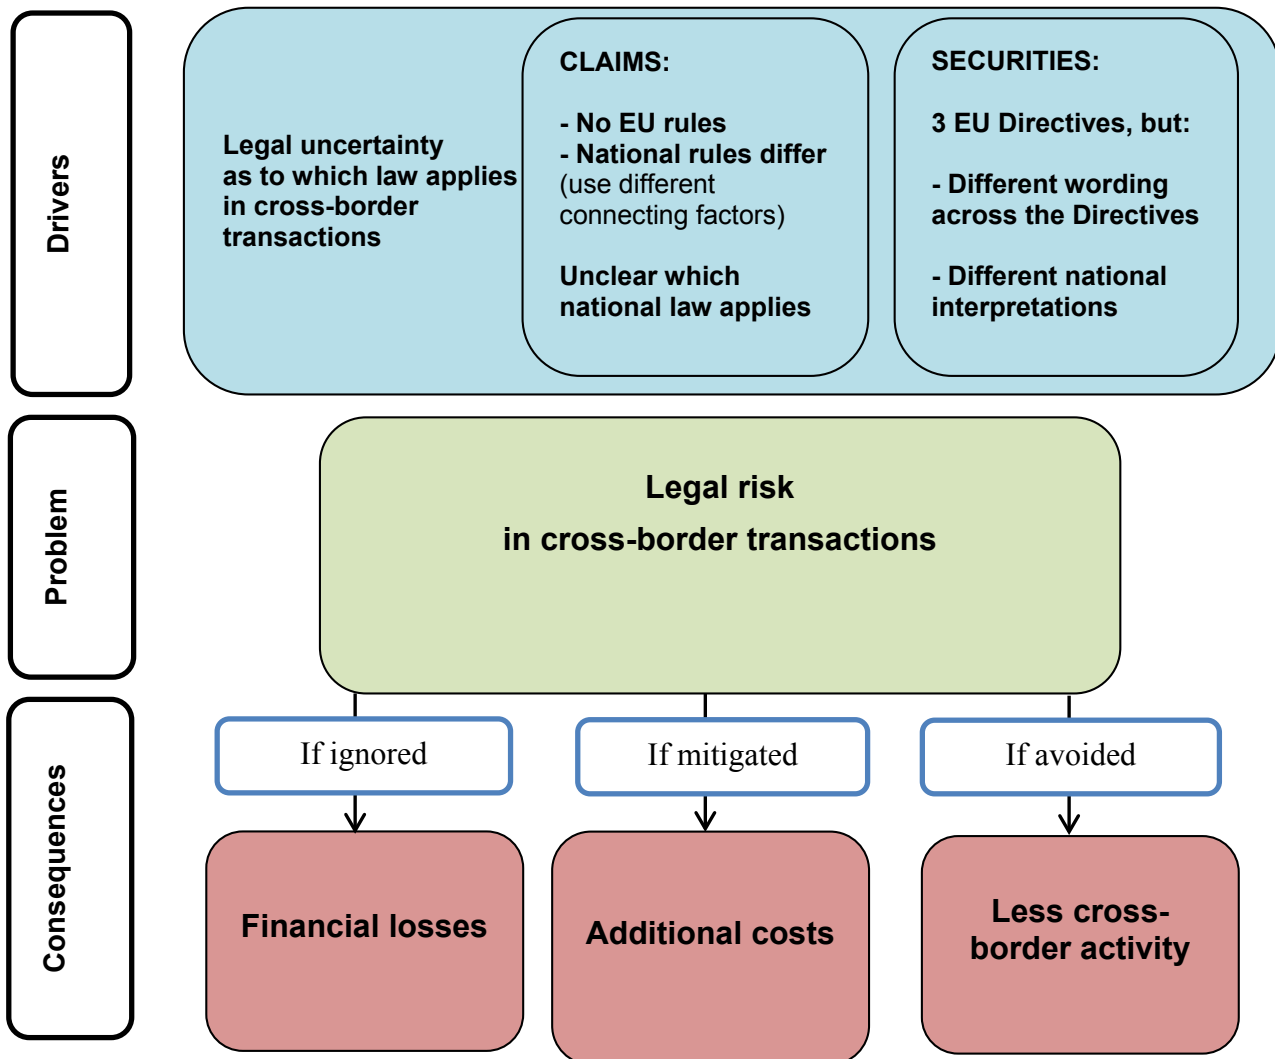 Drivers
Legal uncertainty
as to which law applies
in cross-border
transactions
CLAIMS:
- No EU rules
- National rules differ
(use different
connecting factors)
Unclear which
national law applies
SECURITIES:
3 EU Directives, but:
- Different wording
across the Directives
- Different national
interpretations
Problem
Legal risk
in cross-border transactions
Consequences
If ignored
If mitigated
If avoided
Financial losses
Additional costs
Less cross-
border activity